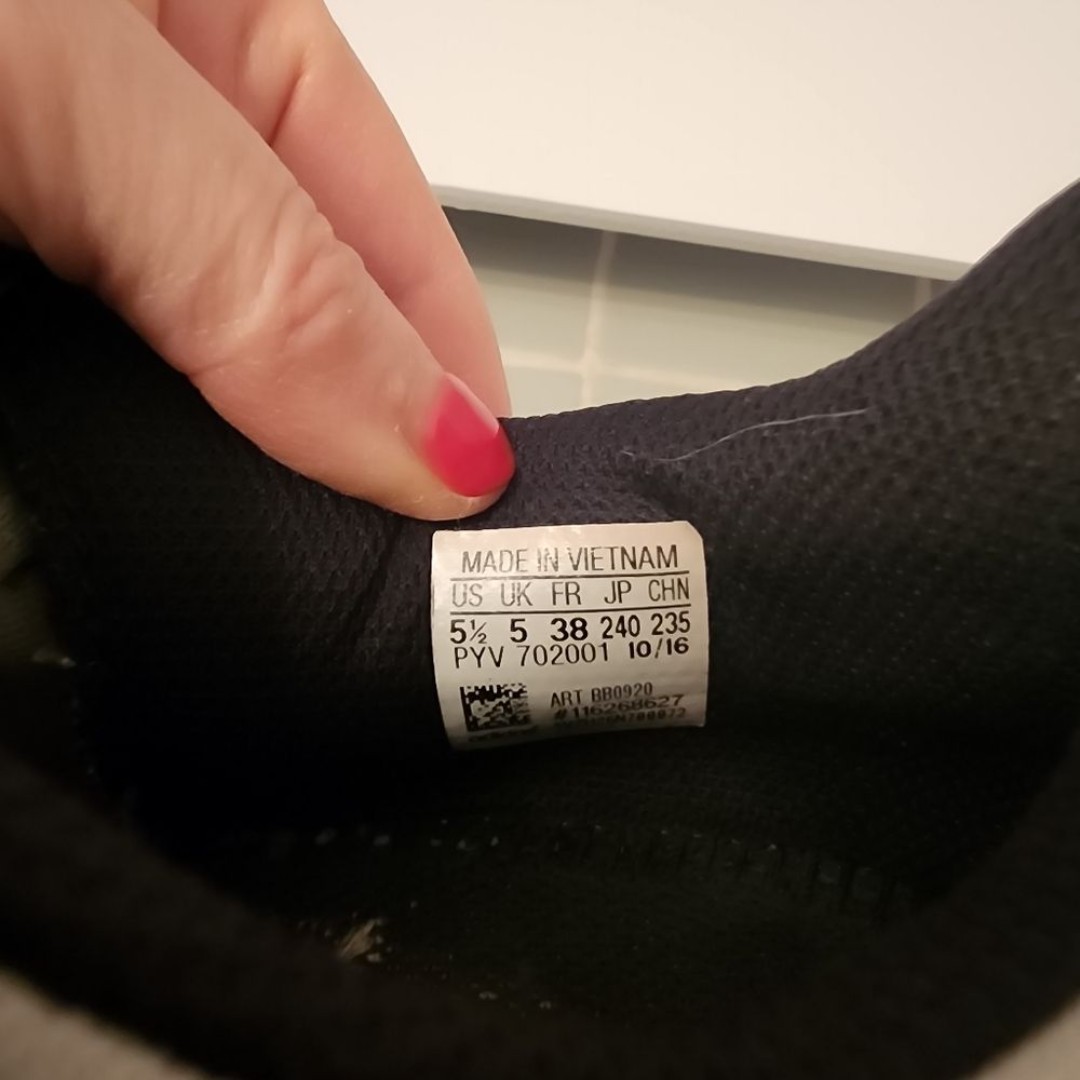 MADE IN VIETNAM
US UK FR JP CHN
5½ 5 38 240 235
PYV 702001 10/16
ART BB0920
#116268627